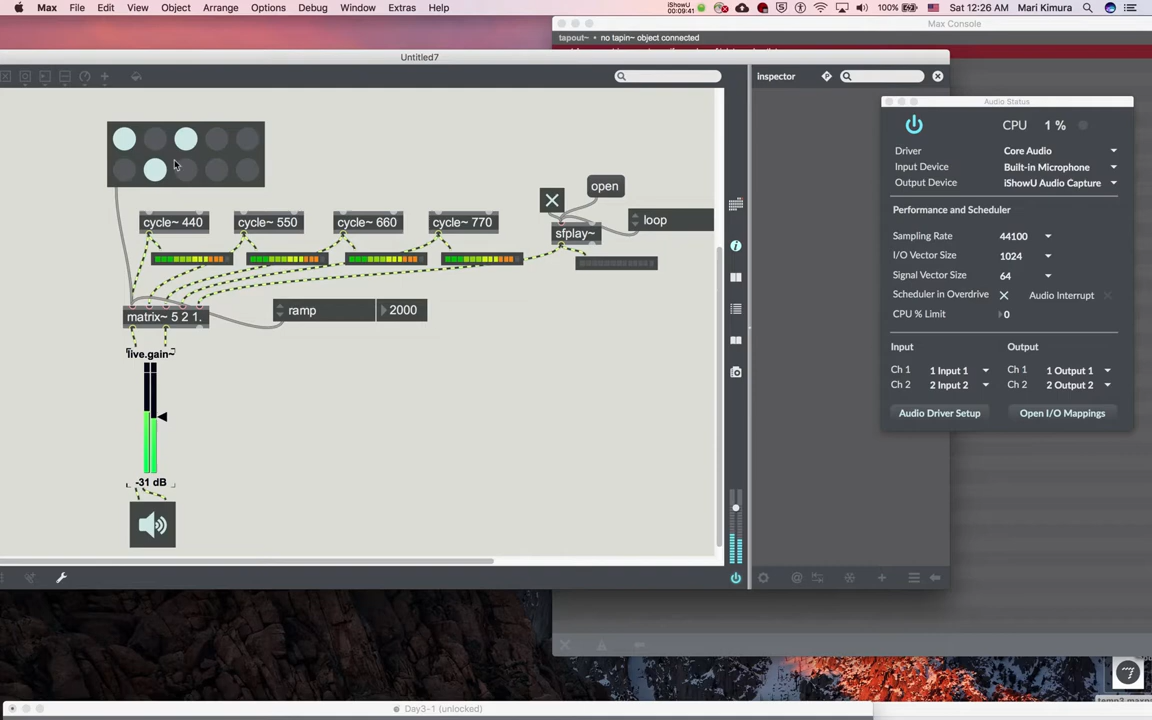 Max File Edit View Object Arrange Options Debug Window Extras Help
iShowU
00:09:41
100% Sat 12:26 AM Mari Kimura
Max Console
tapout~ • no tapin~ object connected
Untitled7
inspector
Audio Status
CPU 1 %
Driver Core Audio
Input Device Built-in Microphone
Output Device iShowU Audio Capture
open
loop
cycle~ 440
cycle~ 550
cycle~ 660
cycle~ 770
sfplay~
Performance and Scheduler
Sampling Rate 44100
I/O Vector Size 1024
Signal Vector Size 64
Scheduler in Overdrive Audio Interrupt
CPU % Limit 0
matrix~ 5 2 1.
ramp
2000
live.gain~
-31 dB
Input Output
Ch 1 1 Input 1 Ch 1 1 Output 1
Ch 2 2 Input 2 Ch 2 2 Output 2
Audio Driver Setup Open I/O Mappings
Day3-1 (unlocked)